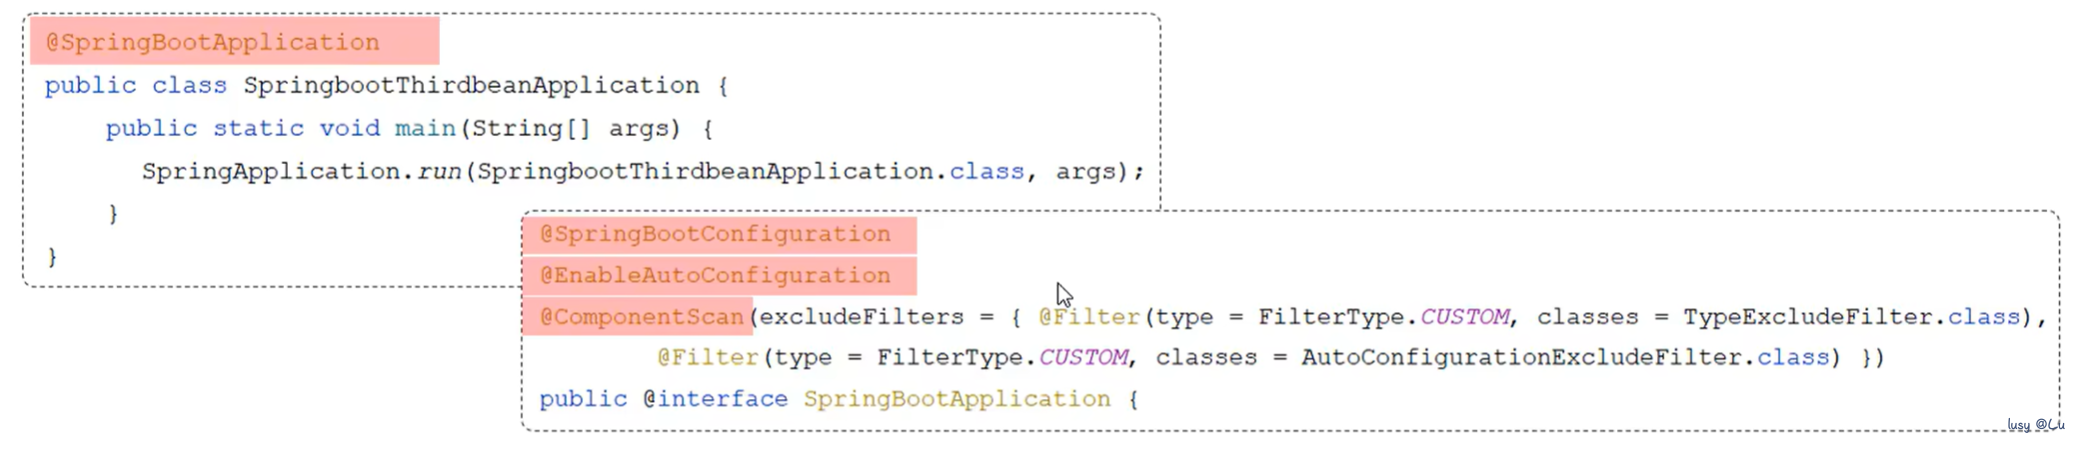 @SpringBootApplication
public class SpringbootThirdbeanApplication {
public static void main(String[] args) {
SpringApplication.run(SpringbootThirdbeanApplication.class, args);
}
}
@SpringBootConfiguration
@EnableAutoConfiguration
@ComponentScan(excludeFilters = { @Filter(type = FilterType.CUSTOM, classes = TypeExcludeFilter.class),
@Filter(type = FilterType.CUSTOM, classes = AutoConfigurationExcludeFilter.class) })
public @interface SpringBootApplication {
lusy @Lu